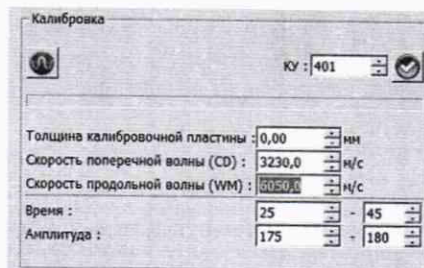 Калибровка
КУ : 401
Толщина калибровочной пластины : 0,00 мм
Скорость поперечной волны (CD) : 3230,0 м/с
Скорость продольной волны (WM) : 6050,0 м/с
Время : 25 - 45
Амплитуда : 175 - 180